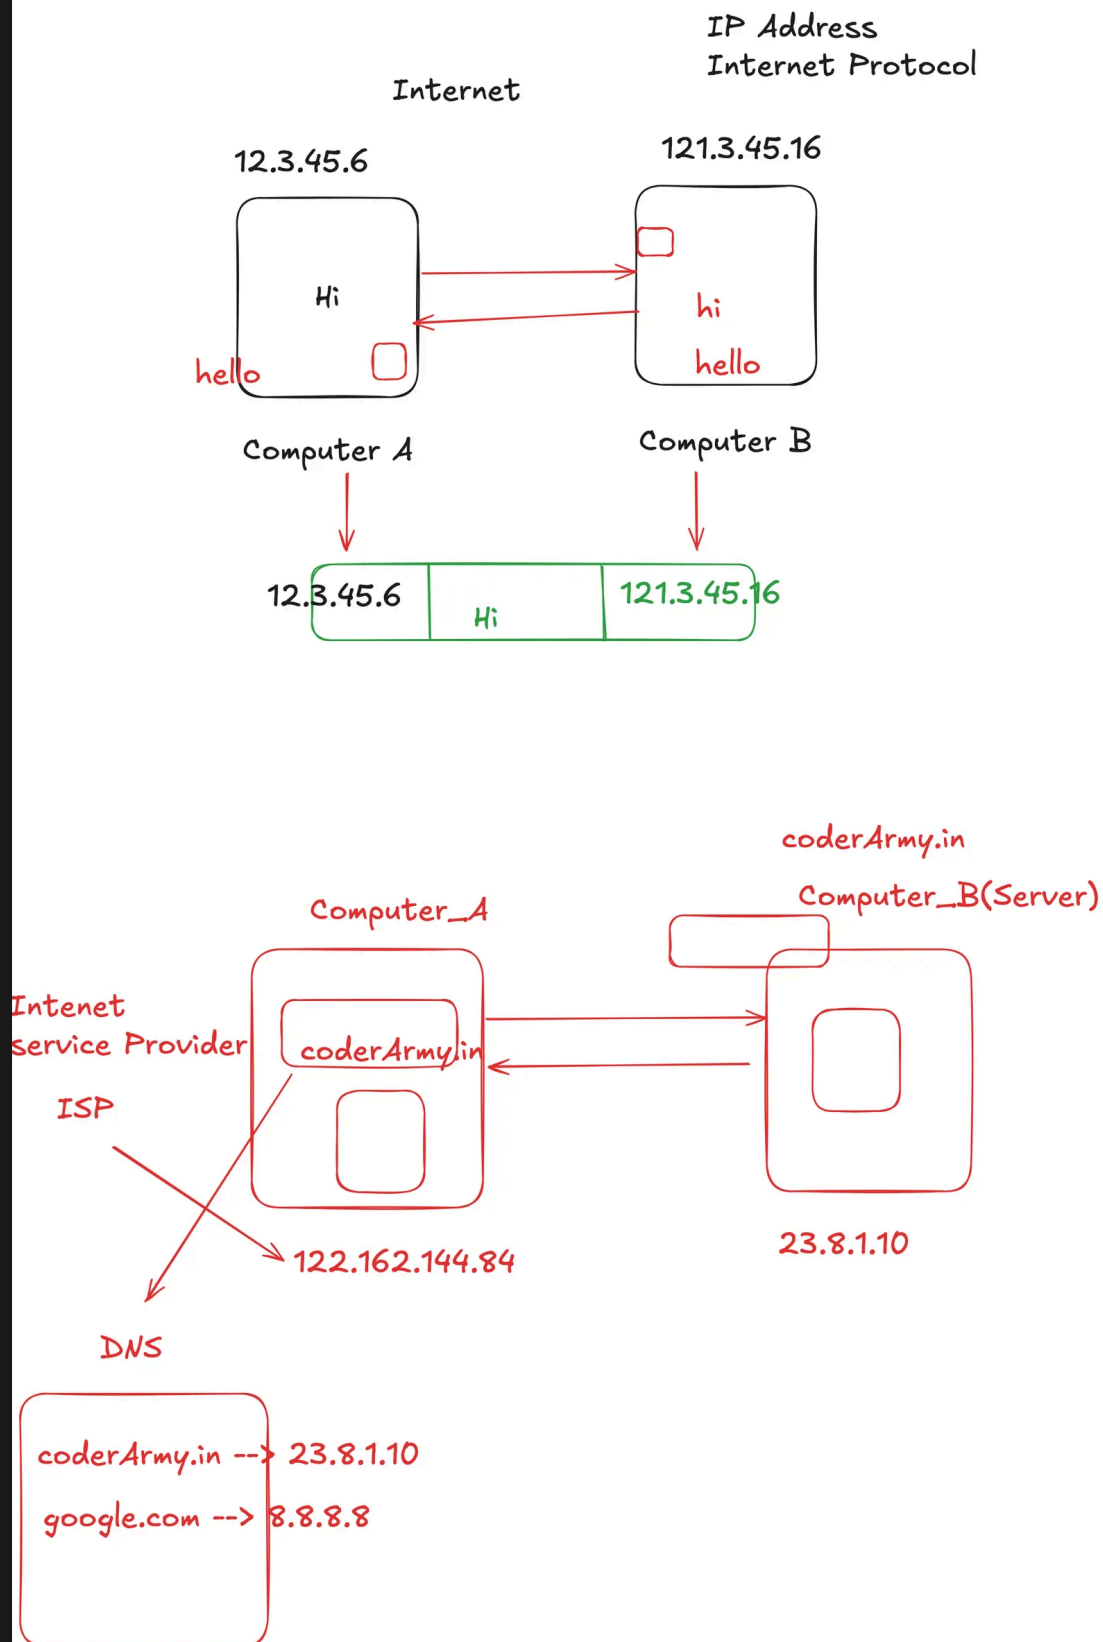 IP Address
Internet Protocol
Internet
12.3.45.6
121.3.45.16
Hi
hi
hello
hello
Computer A
Computer B
12.3.45.6
Hi
121.3.45.16
coderArmy.in
Computer_B(Server)
Computer_A
Intenet
service Provider
coderArmy.in
ISP
122.162.144.84
23.8.1.10
DNS
coderArmy.in --> 23.8.1.10
google.com --> 8.8.8.8